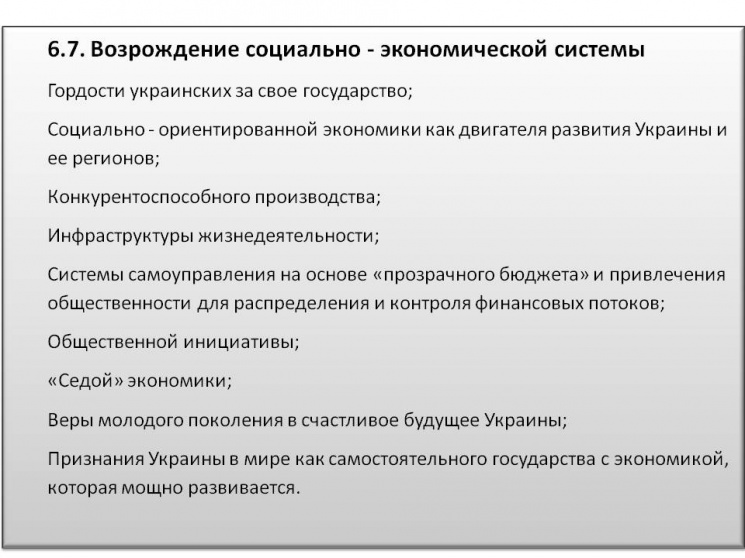 6.7. Возрождение социально - экономической системы
Гордости украинских за свое государство;
Социально - ориентированной экономики как двигателя развития Украины и
ее регионов;
Конкурентоспособного производства;
Инфраструктуры жизнедеятельности;
Системы самоуправления на основе «прозрачного бюджета» и привлечения
общественности для распределения и контроля финансовых потоков;
Общественной инициативы;
«Седой» экономики;
Веры молодого поколения в счастливое будущее Украины;
Признания Украины в мире как самостоятельного государства с экономикой,
которая мощно развивается.